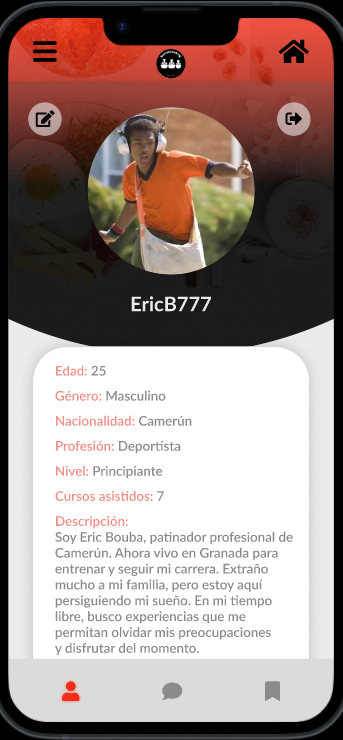 EricB777
Edad: 25
Género: Masculino
Nacionalidad: Camerún
Profesión: Deportista
Nivel: Principiante
Cursos asistidos: 7
Descripción:
Soy Eric Bouba, patinador profesional de
Camerún. Ahora vivo en Granada para
entrenar y seguir mi carrera. Extraño
mucho a mi familia, pero estoy aquí
persiguiendo mi sueño. En mi tiempo
libre, busco experiencias que me
permitan olvidar mis preocupaciones
y disfrutar del momento.